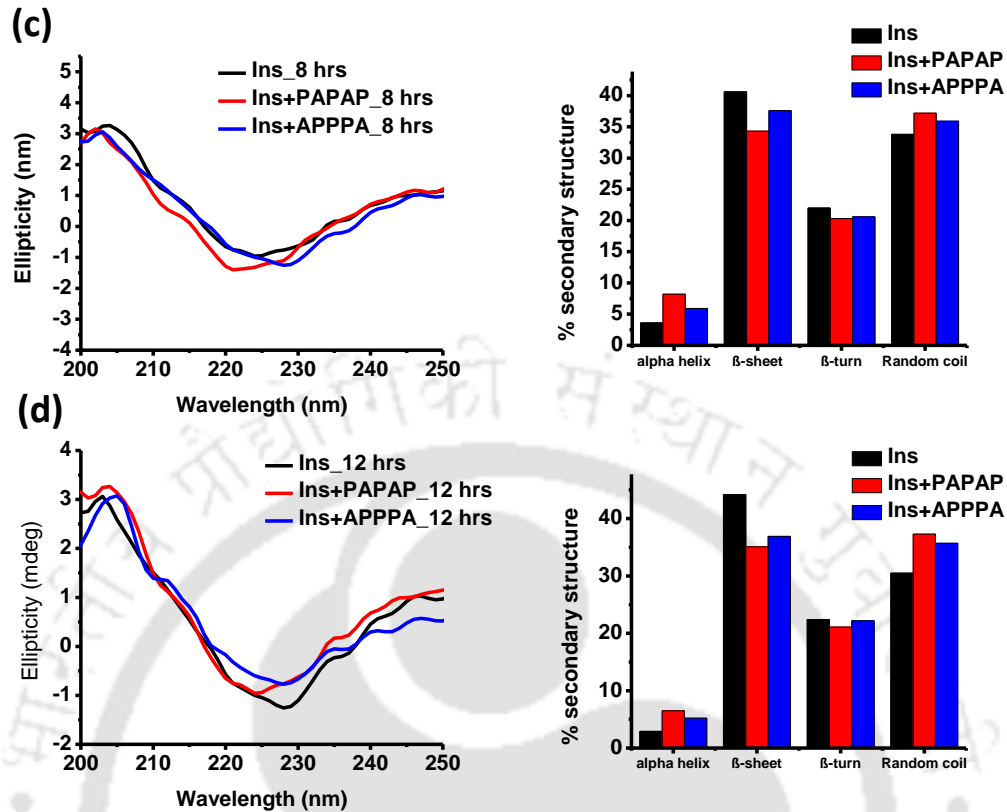 (c)
Ins_8 hrs
Ins+PAPAP_8 hrs
Ins+APPPA_8 hrs
Ellipticity (nm)
5
4
3
2
1
0
-1
-2
-3
-4
200 210 220 230 240 250
Wavelength (nm)
Ins
Ins+PAPAP
Ins+APPPA
% secondary structure
40
35
30
25
20
15
10
5
0
alpha helix ß-sheet ß-turn Random coil
(d)
Ins_12 hrs
Ins+PAPAP_12 hrs
Ins+APPPA_12 hrs
Ellipticity (mdeg)
4
3
2
1
0
-1
-2
200 210 220 230 240 250
Wavelength (nm)
Ins
Ins+PAPAP
Ins+APPPA
% secondary structure
40
30
20
10
0
alpha helix ß-sheet ß-turn Random coil